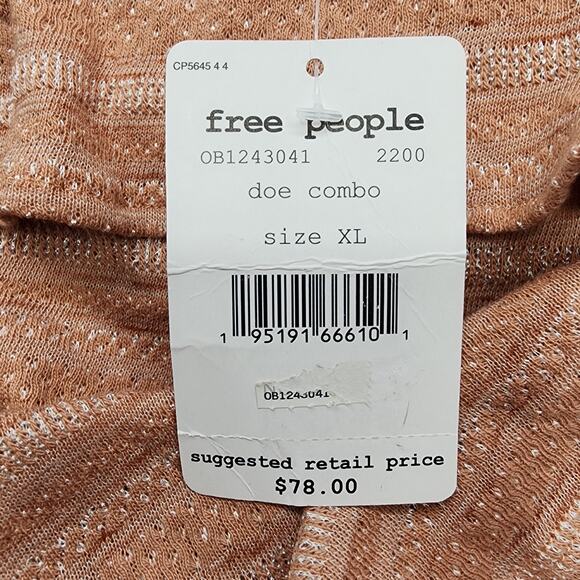 CP5645 4 4
free people
OB1243041 2200
doe combo
size XL
1 95191 66610 1
OB1243041
suggested retail price
$78.00